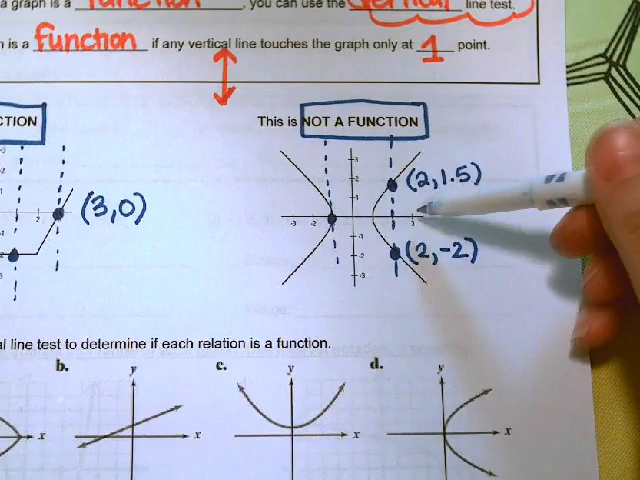 a graph is a function, you can use the vertical line test.
is a function if any vertical line touches the graph only at 1 point.
This is NOT A FUNCTION
(3,0)
(2,1.5)
(2,-2)
line test to determine if each relation is a function.
b. c. d.
y y y
x x x x